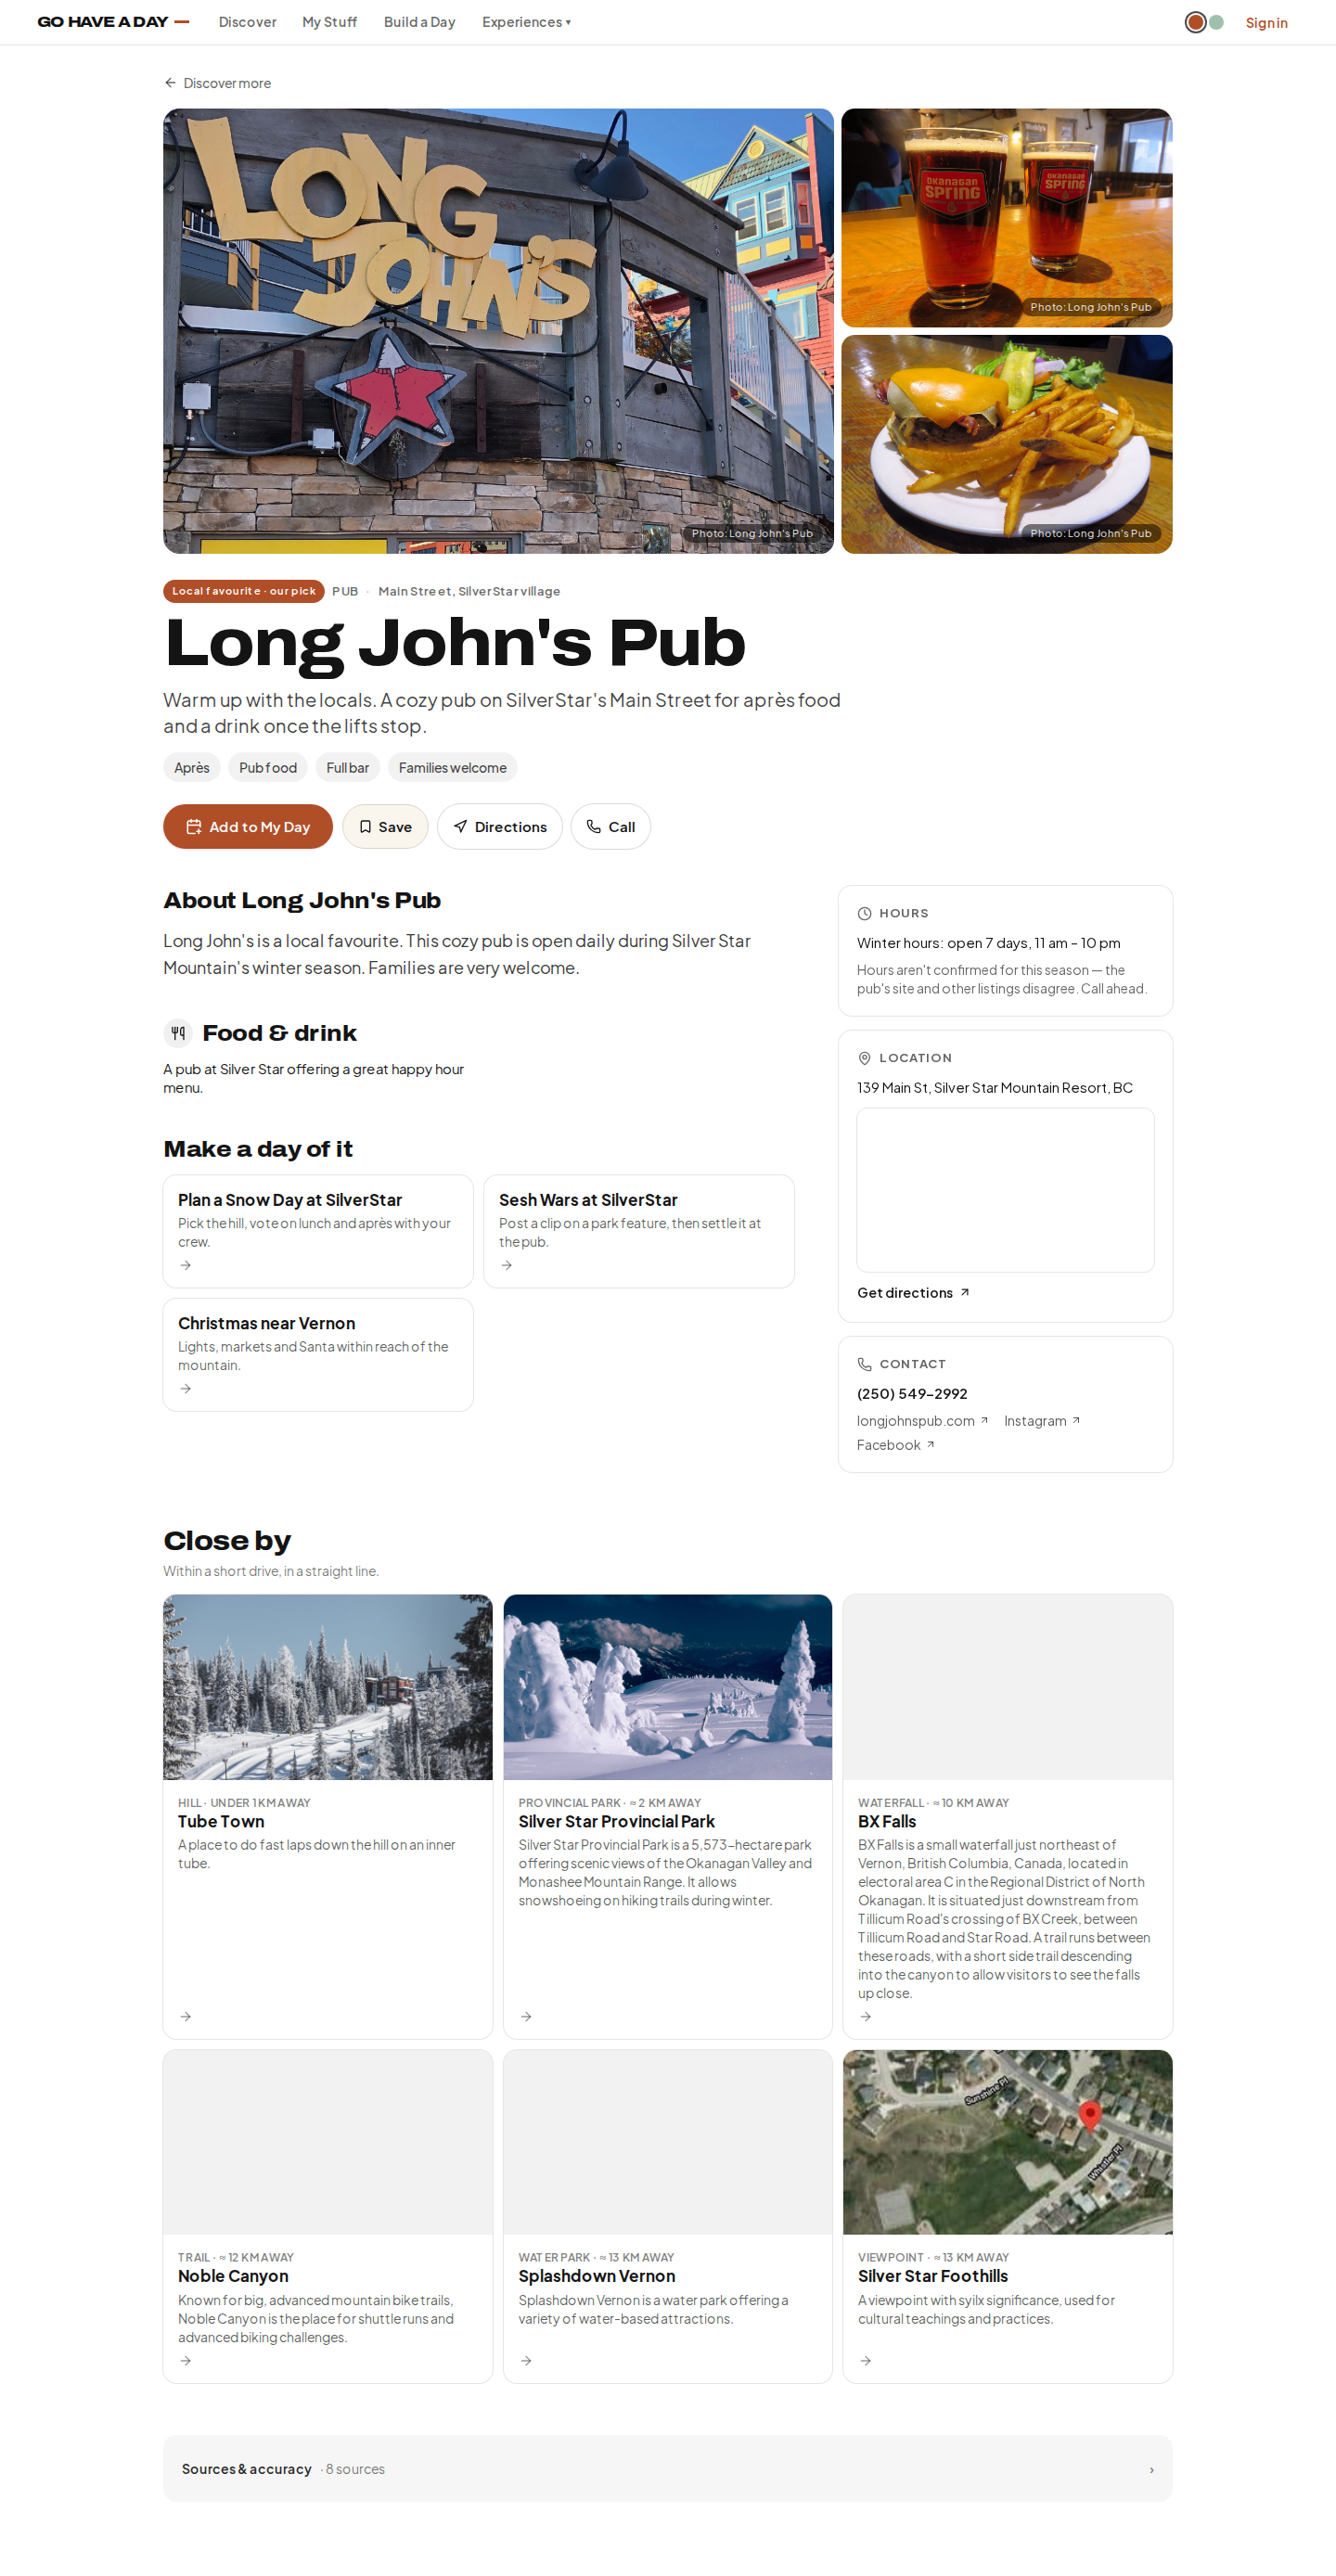 GO HAVE A DAY
Discover
My Stuff
Build a Day
Experiences ▾
Sign in
← Discover more
LONG
JOHN'S
OKANAGAN
SPRING
OKANAGAN
SPRING
Photo: Long John's Pub
Photo: Long John's Pub
Photo: Long John's Pub
Local favourite · our pick
PUB · Main Street, SilverStar village
Long John's Pub
Warm up with the locals. A cozy pub on SilverStar's Main Street for après food
and a drink once the lifts stop.
Après
Pub food
Full bar
Families welcome
Add to My Day
Save
Directions
Call
About Long John's Pub
Long John's is a local favourite. This cozy pub is open daily during Silver Star
Mountain's winter season. Families are very welcome.
Food & drink
A pub at Silver Star offering a great happy hour
menu.
Make a day of it
Plan a Snow Day at SilverStar
Pick the hill, vote on lunch and après with your
crew.
→
Sesh Wars at SilverStar
Post a clip on a park feature, then settle it at
the pub.
→
Christmas near Vernon
Lights, markets and Santa within reach of the
mountain.
→
HOURS
Winter hours: open 7 days, 11 am – 10 pm
Hours aren't confirmed for this season — the
pub's site and other listings disagree. Call ahead.
LOCATION
139 Main St, Silver Star Mountain Resort, BC
Get directions ↗
CONTACT
(250) 549-2992
longjohnspub.com ↗
Instagram ↗
Facebook ↗
Close by
Within a short drive, in a straight line.
HILL · UNDER 1 KM AWAY
Tube Town
A place to do fast laps down the hill on an inner
tube.
→
PROVINCIAL PARK · ≈ 2 KM AWAY
Silver Star Provincial Park
Silver Star Provincial Park is a 5,573-hectare park
offering scenic views of the Okanagan Valley and
Monashee Mountain Range. It allows
snowshoeing on hiking trails during winter.
→
WATERFALL · ≈ 10 KM AWAY
BX Falls
BX Falls is a small waterfall just northeast of
Vernon, British Columbia, Canada, located in
electoral area C in the Regional District of North
Okanagan. It is situated just downstream from
Tillicum Road's crossing of BX Creek, between
Tillicum Road and Star Road. A trail runs between
these roads, with a short side trail descending
into the canyon to allow visitors to see the falls
up close.
→
TRAIL · ≈ 12 KM AWAY
Noble Canyon
Known for big, advanced mountain bike trails,
Noble Canyon is the place for shuttle runs and
advanced biking challenges.
→
WATER PARK · ≈ 13 KM AWAY
Splashdown Vernon
Splashdown Vernon is a water park offering a
variety of water-based attractions.
→
Sunshine Pl
Whistler Pl
VIEWPOINT · ≈ 13 KM AWAY
Silver Star Foothills
A viewpoint with syilx significance, used for
cultural teachings and practices.
→
Sources & accuracy · 8 sources ›